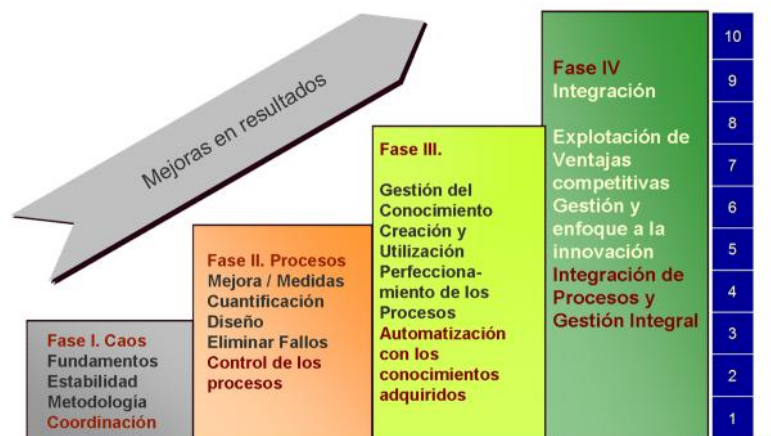 Mejoras en resultados
Fase I. Caos
Fundamentos
Estabilidad
Metodología
Coordinación
Fase II. Procesos
Mejora / Medidas
Cuantificación
Diseño
Eliminar Fallos
Control de los
procesos
Fase III.
Gestión del
Conocimiento
Creación y
Utilización
Perfecciona-
miento de los
Procesos
Automatización
con los
conocimientos
adquiridos
Fase IV
Integración
Explotación de
Ventajas
competitivas
Gestión y
enfoque a la
innovación
Integración de
Procesos y
Gestión Integral
10
9
8
7
6
5
4
3
2
1